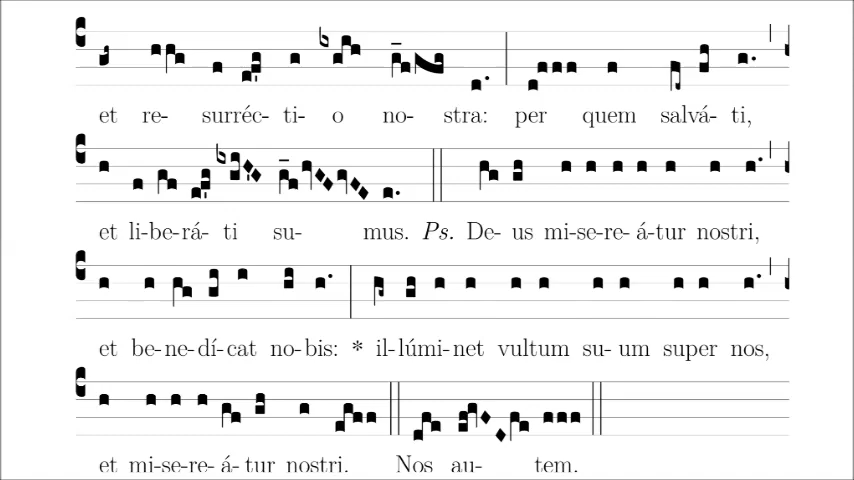 et re- surréc- ti- o no- stra: per quem salvá- ti,
et li-be-rá- ti su- mus. Ps. De- us mi-se-re- á-tur nostri,
et be-ne-dí-cat no-bis: * il-lúmi-net vultum su- um super nos,
et mi-se-re- á- tur nostri. Nos au- tem.